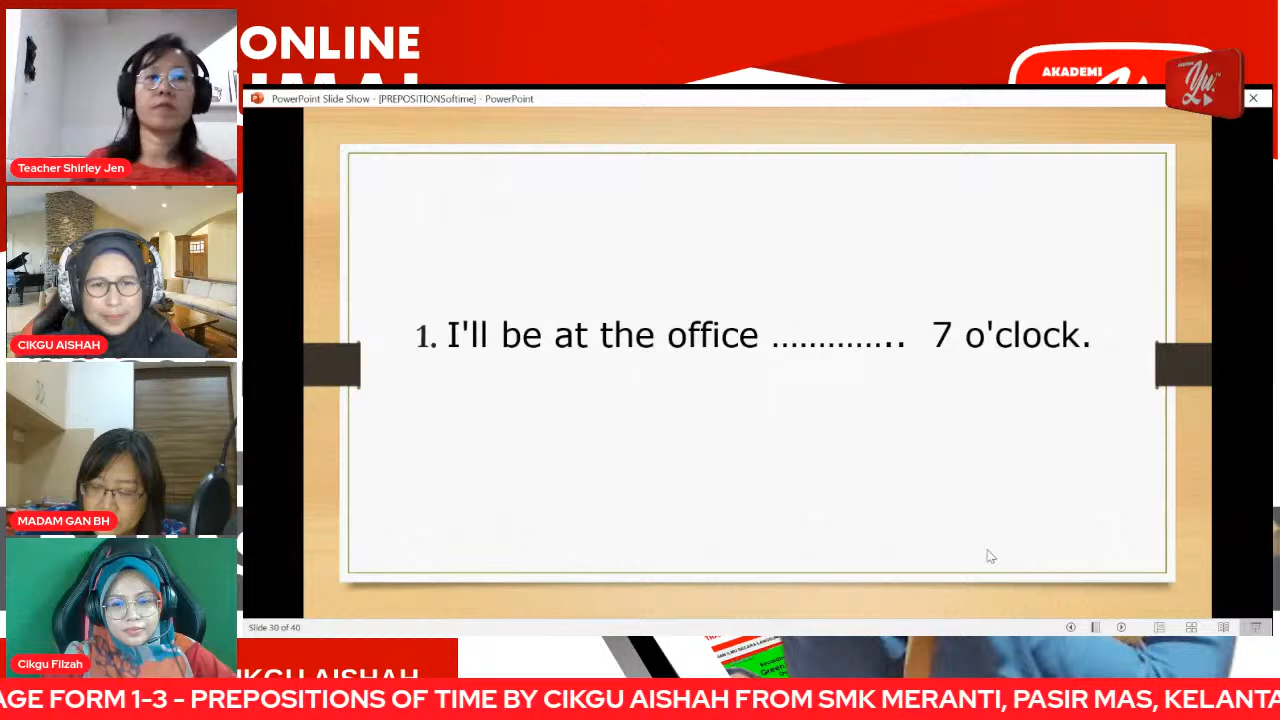 ONLINE
AKADEMI
Yu
PowerPoint Slide Show - [PREPOSITIONSoftime] - PowerPoint
Teacher Shirley Jen
CIKGU AISHAH
MADAM GAN BH
Cikgu Filzah
1. I'll be at the office .............. 7 o'clock.
Slide 30 of 40
AGE FORM 1-3 - PREPOSITIONS OF TIME BY CIKGU AISHAH FROM SMK MERANTI, PASIR MAS, KELANTA